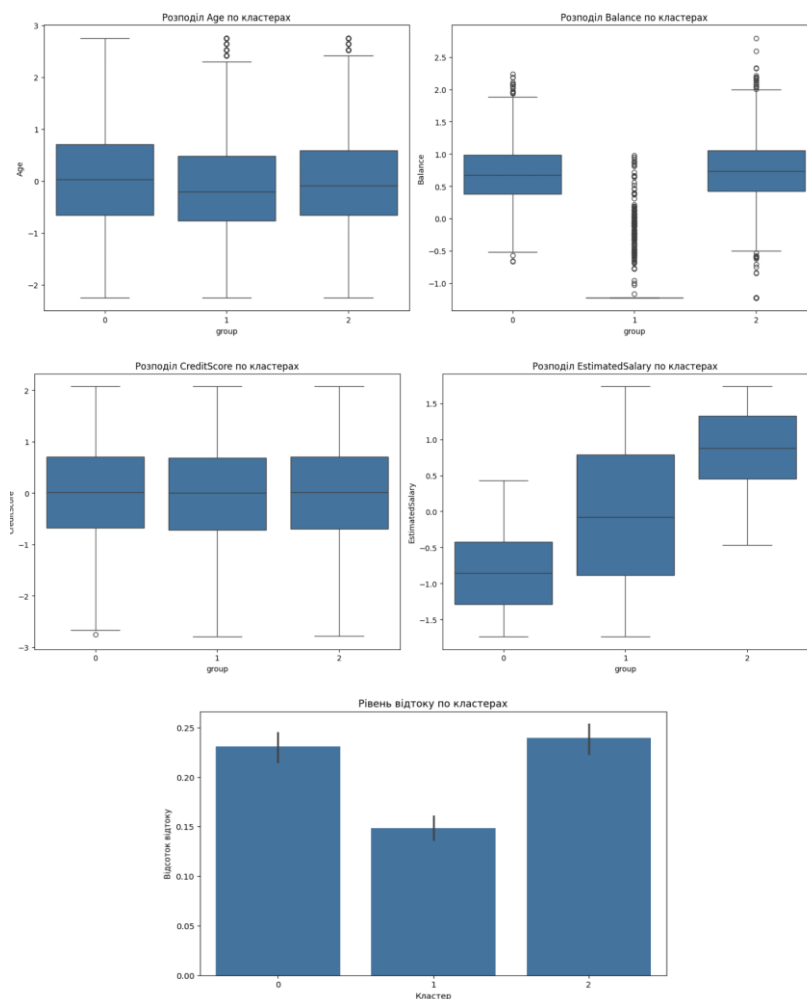 Розподіл Age по кластерах
Age
3
2
1
0
−1
−2
0 1 2
group
Розподіл Balance по кластерах
Balance
2.5
2.0
1.5
1.0
0.5
0.0
−0.5
−1.0
0 1 2
group
Розподіл CreditScore по кластерах
CreditScore
2
1
0
−1
−2
−3
0 1 2
group
Розподіл EstimatedSalary по кластерах
EstimatedSalary
1.5
1.0
0.5
0.0
−0.5
−1.0
−1.5
0 1 2
group
Рівень відтоку по кластерах
Відсоток відтоку
0.25
0.20
0.15
0.10
0.05
0.00
0 1 2
Кластер